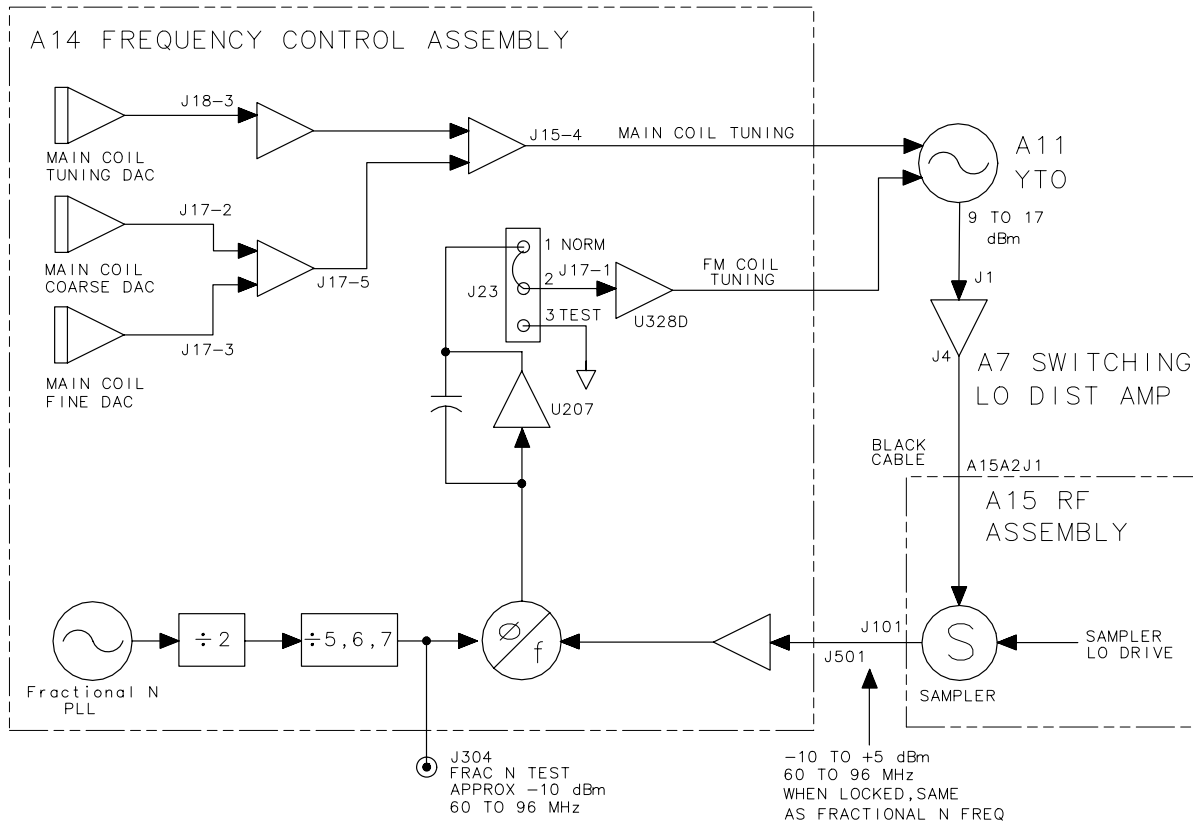 A14 FREQUENCY CONTROL ASSEMBLY
J18-3
MAIN COIL
TUNING DAC
J15-4
MAIN COIL TUNING
A11
YTO
9 TO 17
dBm
J17-2
MAIN COIL
COARSE DAC
J17-5
J17-3
MAIN COIL
FINE DAC
1 NORM
J17-1
2
J23
3 TEST
U328D
FM COIL
TUNING
U207
J1
J4
A7 SWITCHING
LO DIST AMP
BLACK
CABLE
A15A2J1
A15 RF
ASSEMBLY
÷2
÷5,6,7
Ø
f
J101
J501
S
SAMPLER
LO DRIVE
SAMPLER
Fractional N
PLL
J304
FRAC N TEST
APPROX -10 dBm
60 TO 96 MHz
-10 TO +5 dBm
60 TO 96 MHz
WHEN LOCKED,SAME
AS FRACTIONAL N FREQ